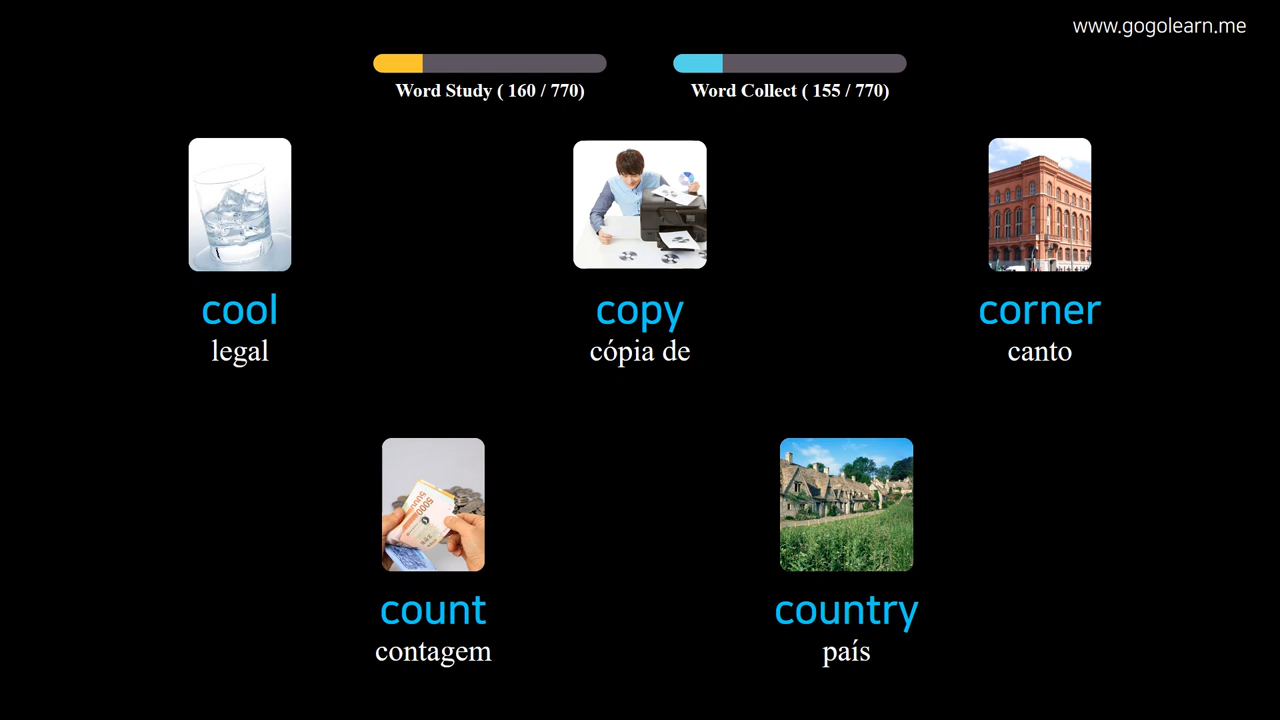 www.gogolearn.me
Word Study ( 160 / 770)
Word Collect ( 155 / 770)
cool
legal
copy
cópia de
corner
canto
count
contagem
country
país